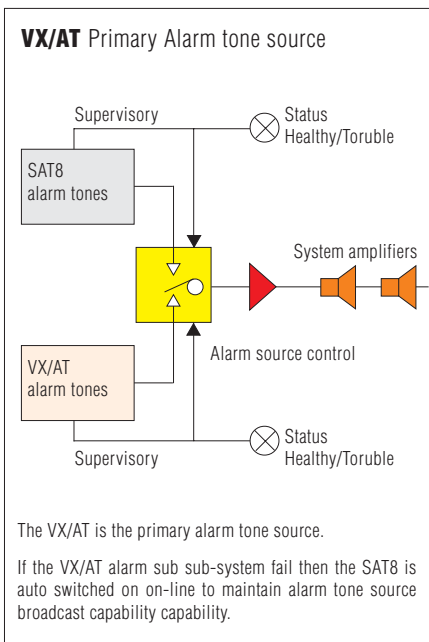 VX/AT Primary Alarm tone source
Supervisory
Status
Healthy/Toruble
SAT8
alarm tones
System amplifiers
Alarm source control
VX/AT
alarm tones
Status
Healthy/Toruble
Supervisory
The VX/AT is the primary alarm tone source.
If the VX/AT alarm sub sub-system fail then the SAT8 is
auto switched on on-line to maintain alarm tone source
broadcast capability capability.